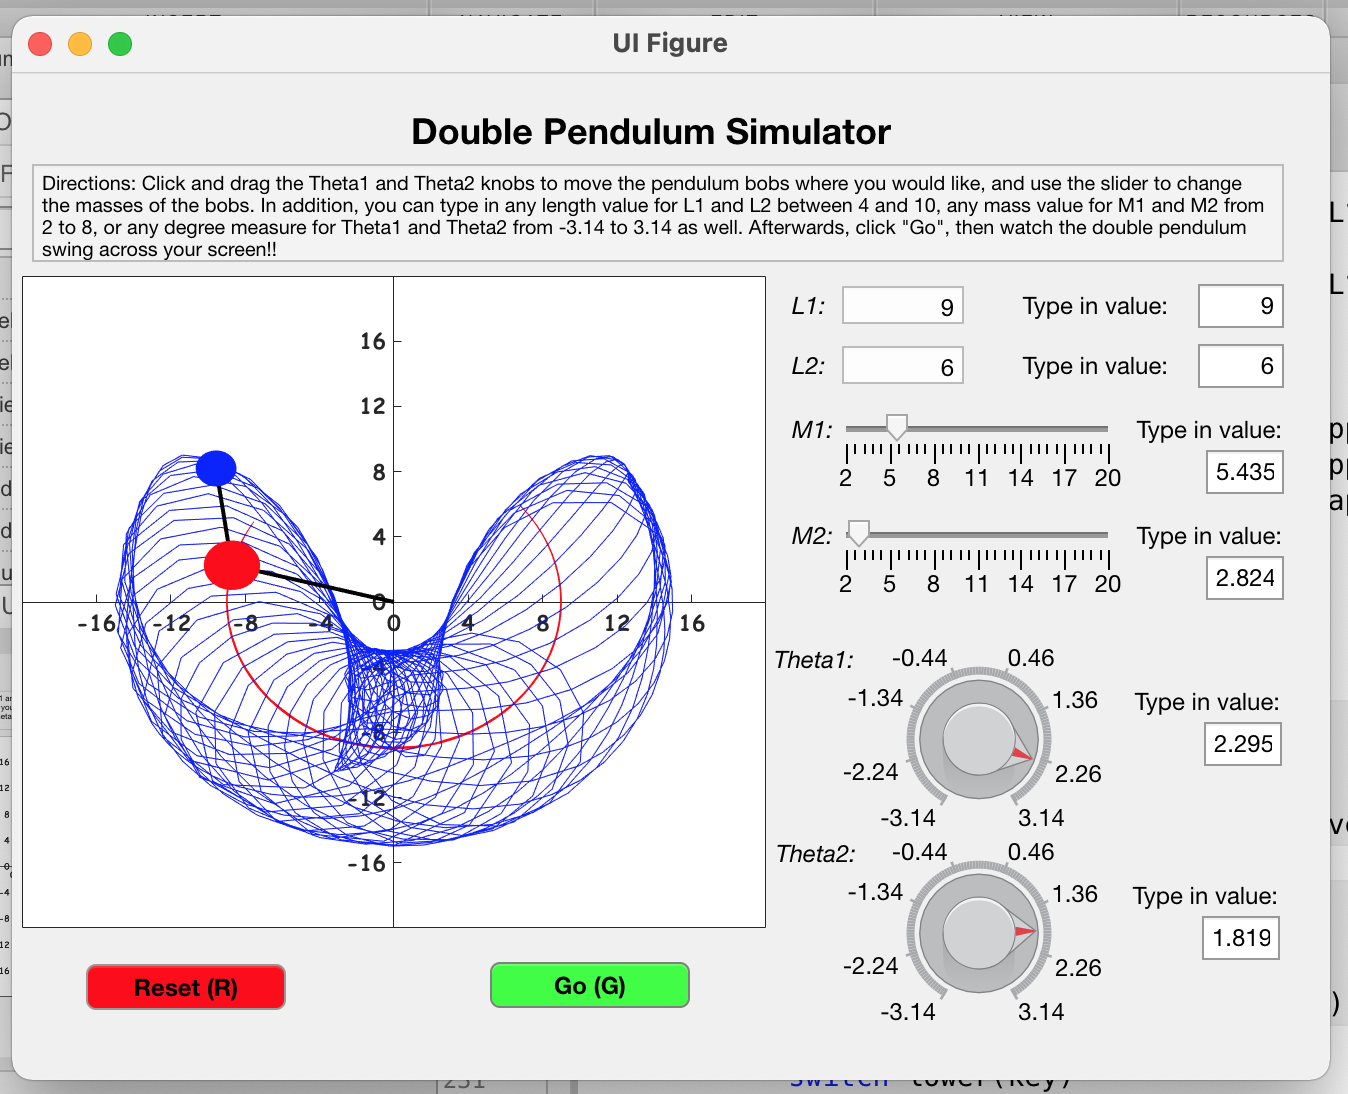 UI Figure
Double Pendulum Simulator
Directions: Click and drag the Theta1 and Theta2 knobs to move the pendulum bobs where you would like, and use the slider to change
the masses of the bobs. In addition, you can type in any length value for L1 and L2 between 4 and 10, any mass value for M1 and M2 from
2 to 8, or any degree measure for Theta1 and Theta2 from -3.14 to 3.14 as well. Afterwards, click "Go", then watch the double pendulum
swing across your screen!!
16
12
8
4
0
-16 -12 -8 -4 0 4 8 12 16
-4
-8
-12
-16
L1: 9 Type in value: 9
L2: 6 Type in value: 6
M1: Type in value:
2 5 8 11 14 17 20 5.435
M2: Type in value:
2 5 8 11 14 17 20 2.824
Theta1: -0.44 0.46
-1.34 1.36 Type in value:
2.295
-2.24 2.26
-3.14 3.14
Theta2: -0.44 0.46
-1.34 1.36 Type in value:
1.819
-2.24 2.26
-3.14 3.14
Reset (R) Go (G)